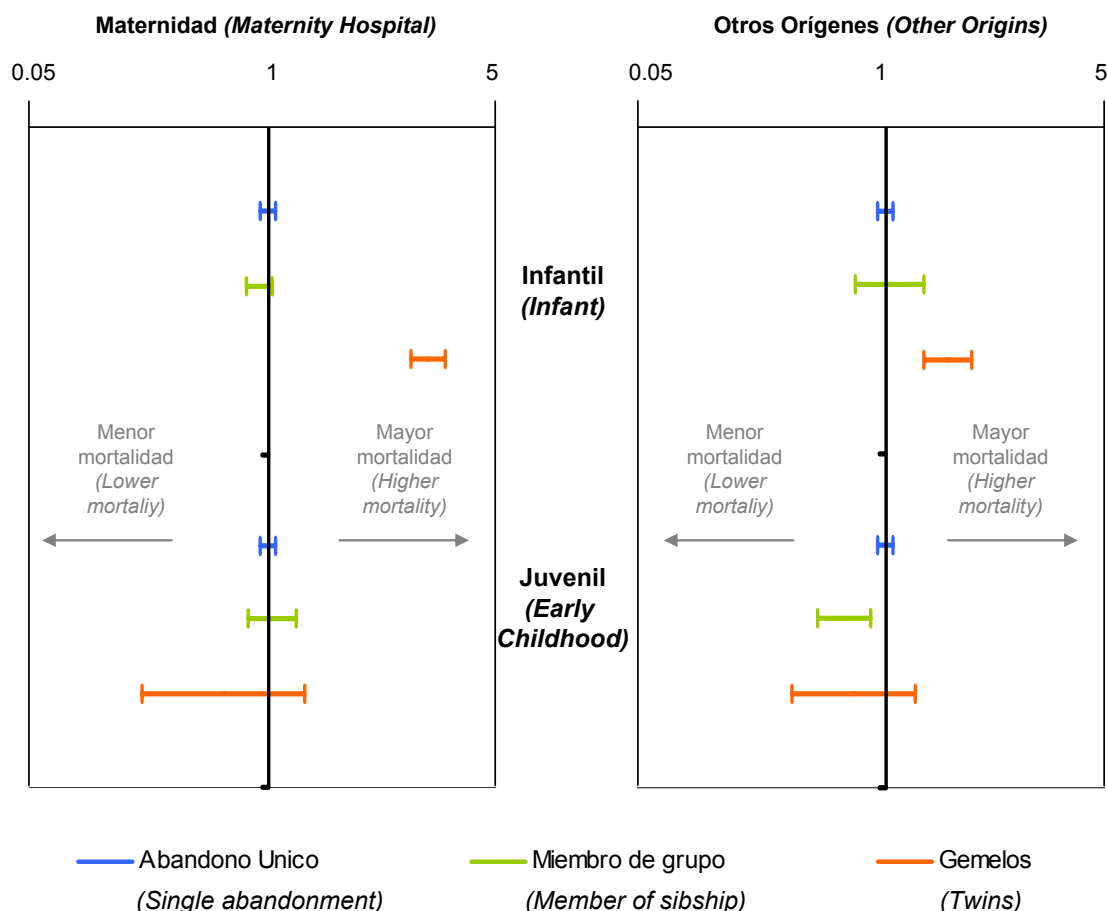 Maternidad (Maternity Hospital)
0.05 1 5
Otros Orígenes (Other Origins)
0.05 1 5
Infantil
(Infant)
Menor
mortalidad
(Lower
mortaliy)
Mayor
mortalidad
(Higher
mortality)
Menor
mortalidad
(Lower
mortaliy)
Mayor
mortalidad
(Higher
mortality)
Juvenil
(Early
Childhood)
Abandono Unico
(Single abandonment)
Miembro de grupo
(Member of sibship)
Gemelos
(Twins)